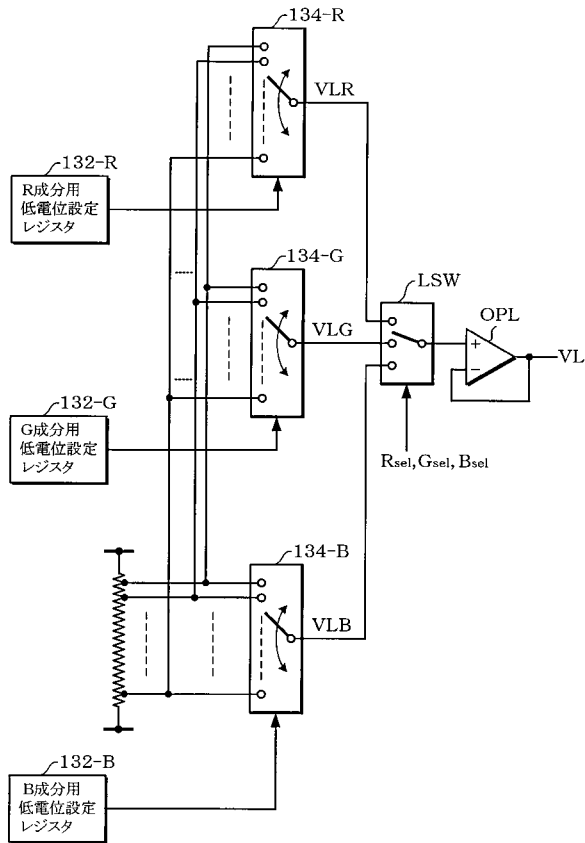 134-R
VLR
132-R
R成分用
低電位設定
レジスタ
134-G
LSW
VLG
OPL
+
−
VL
132-G
G成分用
低電位設定
レジスタ
Rsel,Gsel,Bsel
134-B
VLB
132-B
B成分用
低電位設定
レジスタ